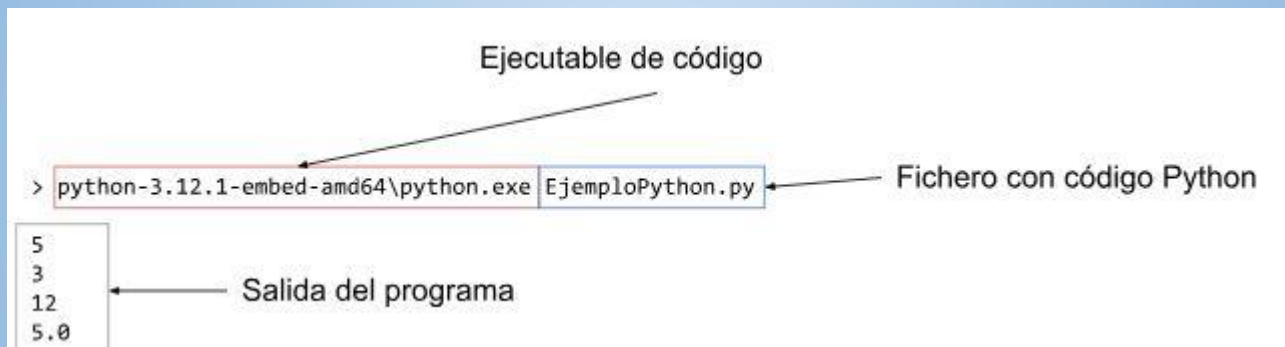 Ejecutable de código
> python-3.12.1-embed-amd64\python.exe EjemploPython.py
Fichero con código Python
5
3
12
5.0
Salida del programa